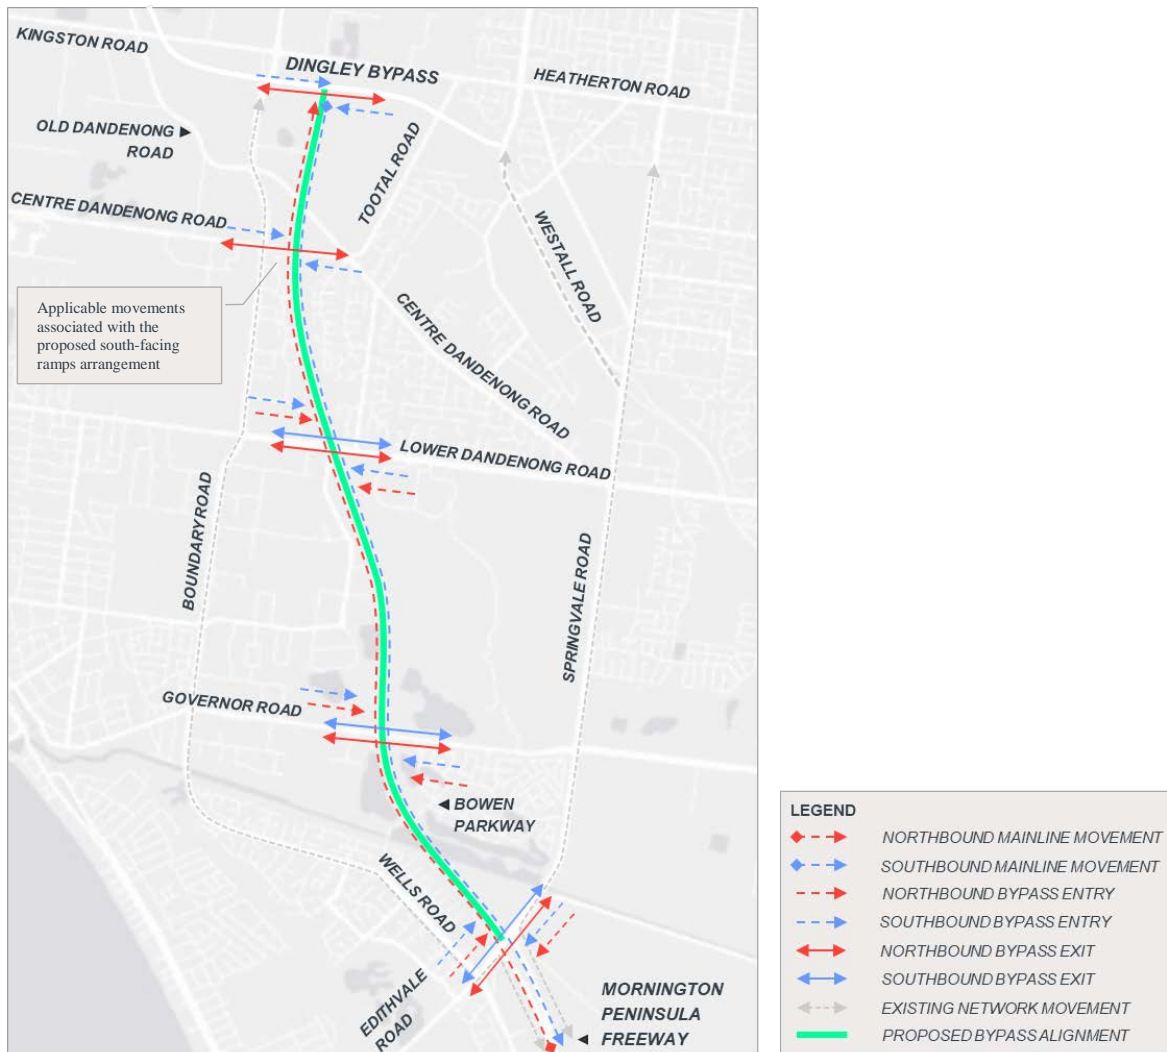 KINGSTON ROAD
DINGLEY BYPASS
HEATHERTON ROAD
OLD DANDENONG
ROAD
TOOTAL ROAD
CENTRE DANDENONG ROAD
WESTALL ROAD
Applicable movements
associated with the
proposed south-facing
ramps arrangement
CENTRE DANDENONG ROAD
LOWER DANDENONG ROAD
BOUNDARY ROAD
SPRINGVALE ROAD
GOVERNOR ROAD
BOWEN
PARKWAY
WELLS ROAD
EDITHVALE
ROAD
MORNINGTON
PENINSULA
FREEWAY
LEGEND
NORTHBOUND MAINLINE MOVEMENT
SOUTHBOUND MAINLINE MOVEMENT
NORTHBOUND BYPASS ENTRY
SOUTHBOUND BYPASS ENTRY
NORTHBOUND BYPASS EXIT
SOUTHBOUND BYPASS EXIT
EXISTING NETWORK MOVEMENT
PROPOSED BYPASS ALIGNMENT